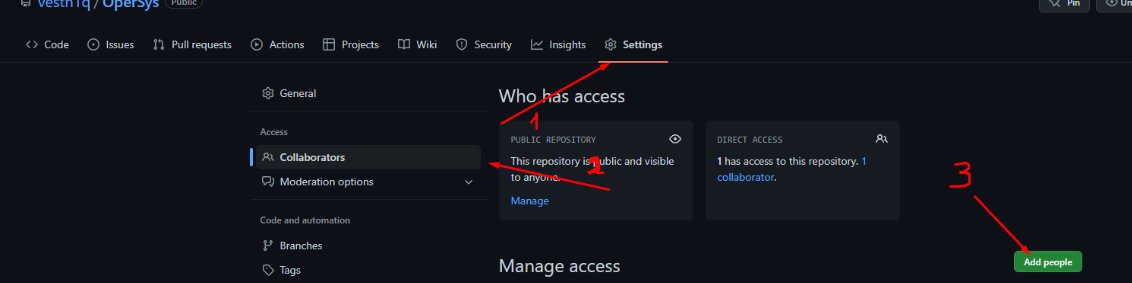 vestn1q / OperSys Public
Pin
Un
Code Issues Pull requests Actions Projects Wiki Security Insights Settings
General
Access
Collaborators
Moderation options
Code and automation
Branches
Tags
Who has access
1
PUBLIC REPOSITORY
This repository is public and visible
to anyone.
Manage
2
DIRECT ACCESS
1 has access to this repository. 1
collaborator.
3
Manage access
Add people